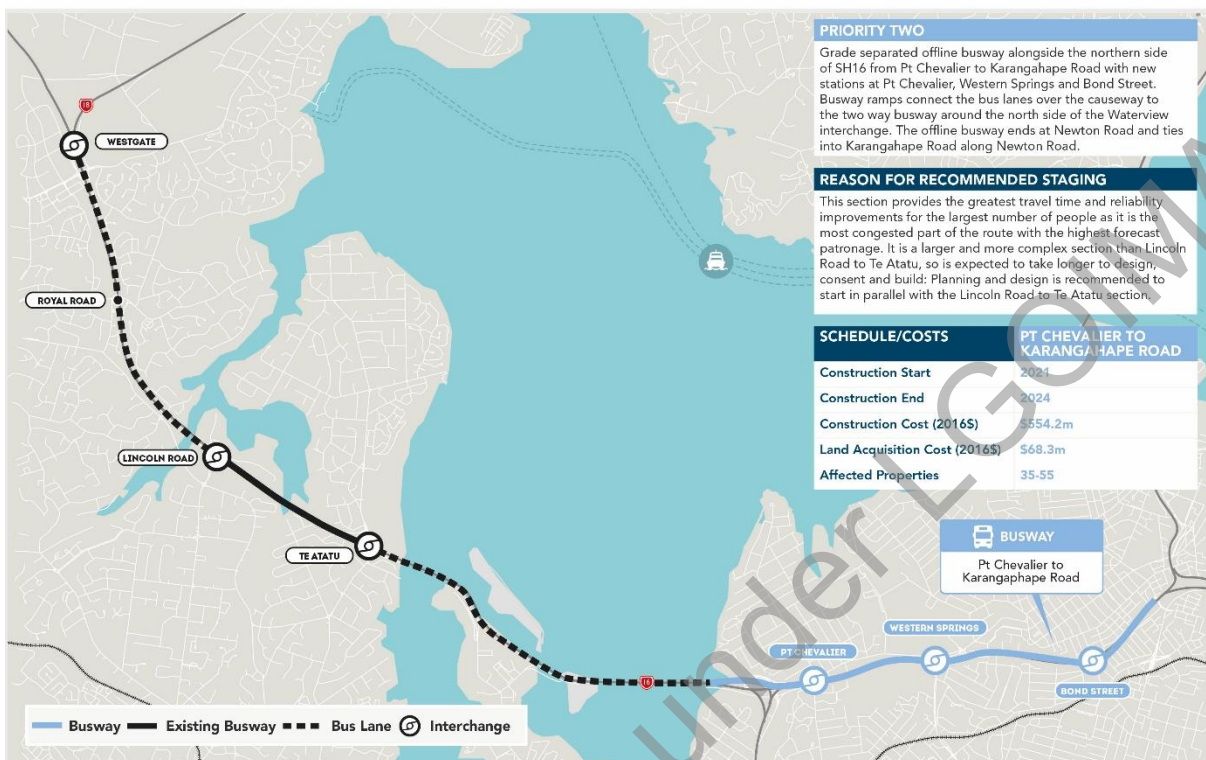 PRIORITY TWO
Grade separated offline busway alongside the northern side
of SH16 from Pt Chevalier to Karangahape Road with new
stations at Pt Chevalier, Western Springs and Bond Street.
Busway ramps connect the bus lanes over the causeway to
the two way busway around the north side of the Waterview
interchange. The offline busway ends at Newton Road and ties
into Karangahape Road along Newton Road.
REASON FOR RECOMMENDED STAGING
This section provides the greatest travel time and reliability
improvements for the largest number of people as it is the
most congested part of the route with the highest forecast
patronage. It is a larger and more complex section than Lincoln
Road to Te Atatu, so is expected to take longer to design,
consent and build: Planning and design is recommended to
start in parallel with the Lincoln Road to Te Atatu section.
SCHEDULE/COSTS PT CHEVALIER TO
KARANGAHAPE ROAD
Construction Start 2021
Construction End 2024
Construction Cost (2016$) $554.2m
Land Acquisition Cost (2016$) $68.3m
Affected Properties 35-55
18
WESTGATE
ROYAL ROAD
LINCOLN ROAD
TE ATATU
BUSWAY
Pt Chevalier to
Karangaphape Road
WESTERN SPRINGS
PT CHEVALIER
16
BOND STREET
Busway Existing Busway Bus Lane Interchange
under LGOIMA